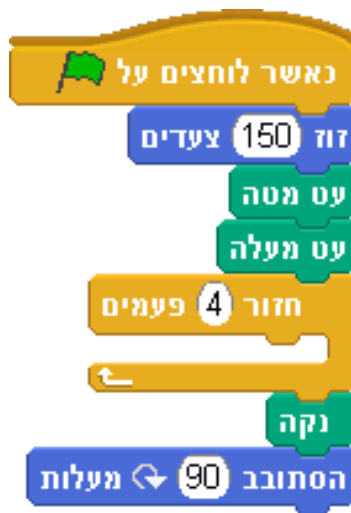 כאשר לוחצים על
זוז 150 צעדים
עט מטה
עט מעלה
חזור 4 פעמים
נקה
הסתובב 90 מעלות